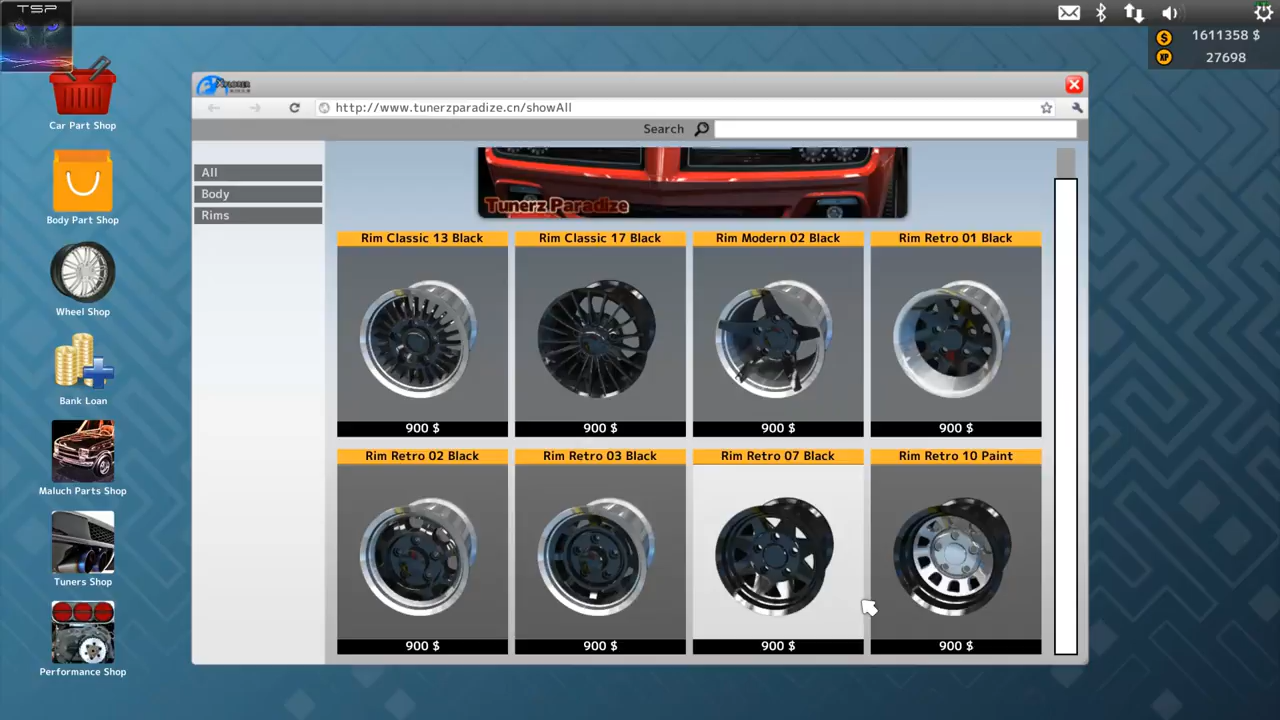 TSP
1611358 $
27698
Car Part Shop
Body Part Shop
Wheel Shop
Bank Loan
Maluch Parts Shop
Tuners Shop
Performance Shop
http://www.tunerzparadize.cn/showAll
Search
All
Body
Rims
Tunerz Paradize
Rim Classic 13 Black
Rim Classic 17 Black
Rim Modern 02 Black
Rim Retro 01 Black
900 $
900 $
900 $
900 $
Rim Retro 02 Black
Rim Retro 03 Black
Rim Retro 07 Black
Rim Retro 10 Paint
900 $
900 $
900 $
900 $